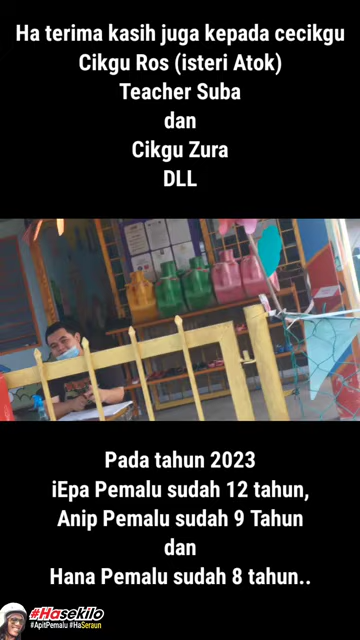 Ha terima kasih juga kepada cecikgu
Cikgu Ros (isteri Atok)
Teacher Suba
dan
Cikgu Zura
DLL
Pada tahun 2023
iEpa Pemalu sudah 12 tahun,
Anip Pemalu sudah 9 Tahun
dan
Hana Pemalu sudah 8 tahun..
#Hasekilo
#ApitPemalu #HaSeraun